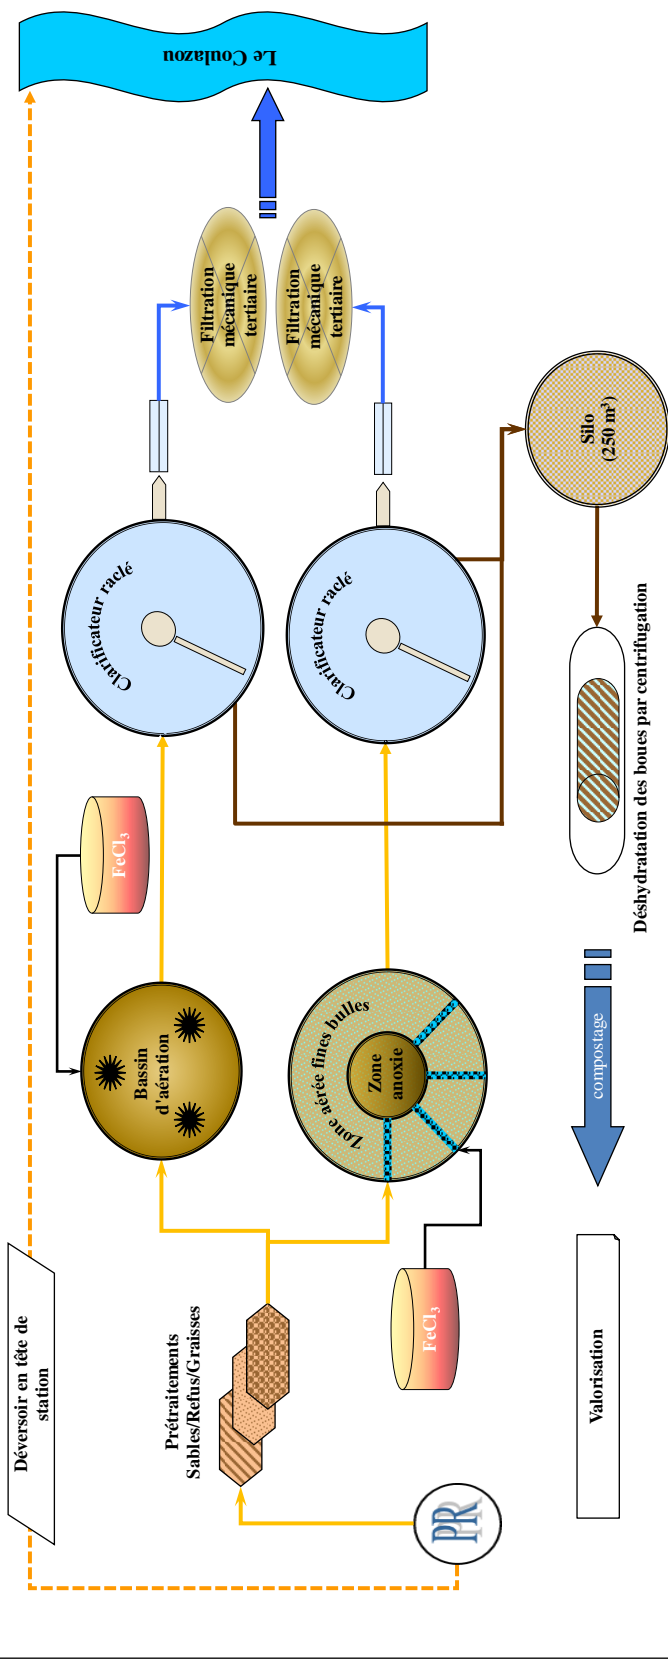 Déversoir en tête de
station
Le Coulazou
PR
Prétraitements
Sables/Refus/Graisses
FeCl₃
Bassin
d'aération
FeCl₃
Zone aérée fines bulles
Zone
anoxie
Clarificateur raclé
Clarificateur raclé
Filtration
mécanique
tertiaire
Filtration
mécanique
tertiaire
Silo
(250 m³)
Déshydratation des boues par centrifugation
compostage
Valorisation